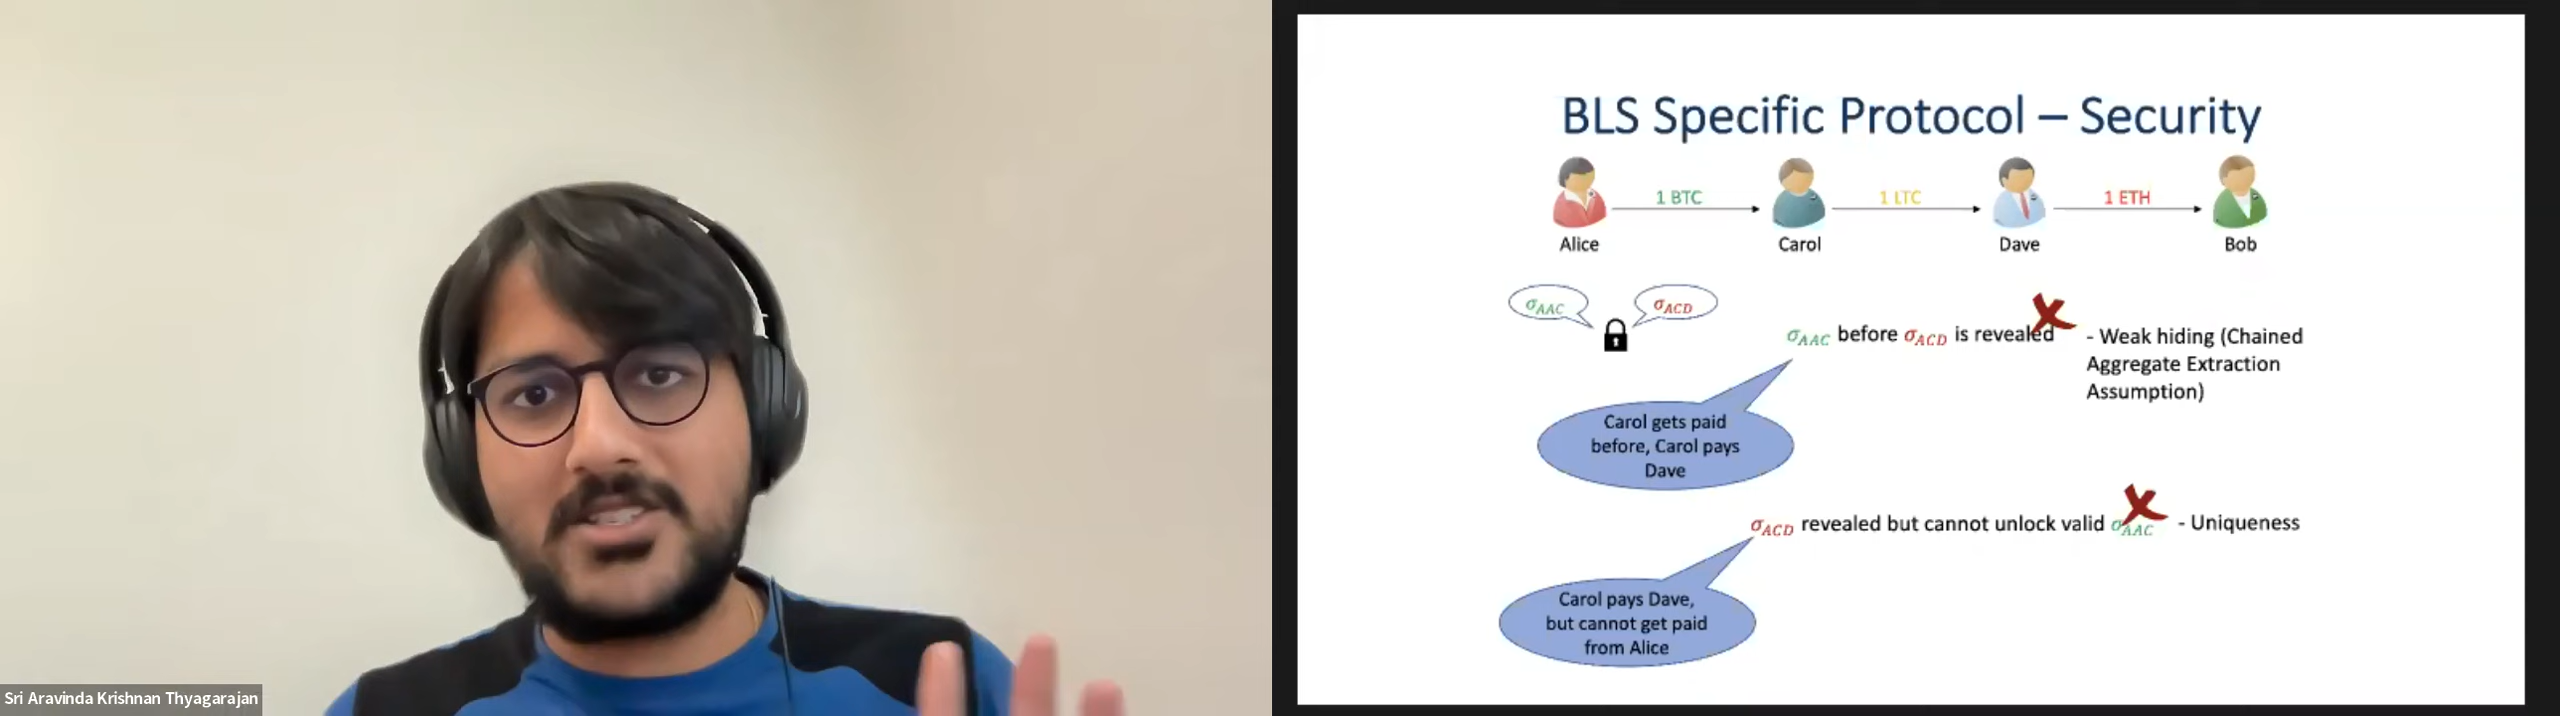 Sri Aravinda Krishnan Thyagarajan
BLS Specific Protocol – Security
1 BTC
1 LTC
1 ETH
Alice
Carol
Dave
Bob
σAAC
σACD
σAAC before σACD is revealed
- Weak hiding (Chained
Aggregate Extraction
Assumption)
Carol gets paid
before, Carol pays
Dave
σACD revealed but cannot unlock valid σAAC
- Uniqueness
Carol pays Dave,
but cannot get paid
from Alice